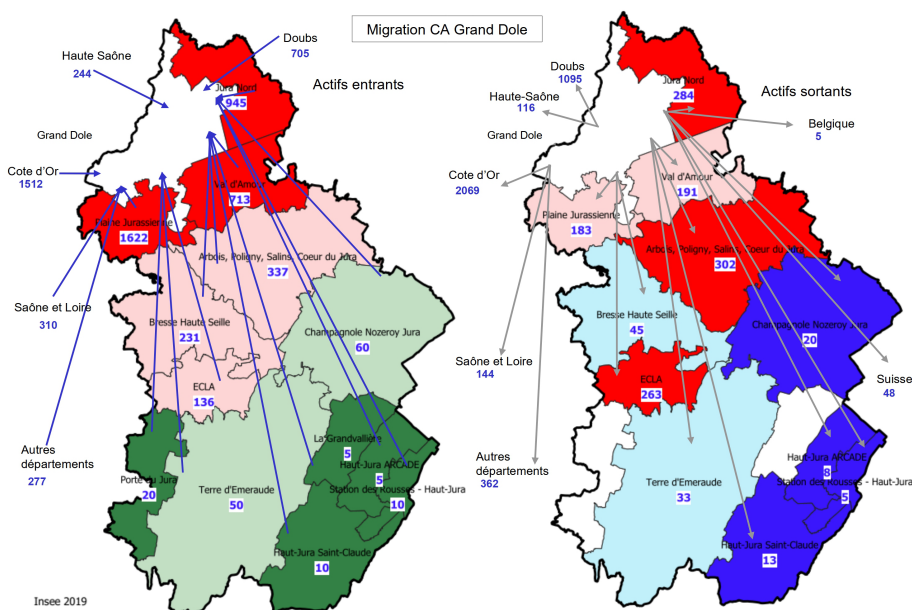 Migration CA Grand Dole
Haute Saône
244
Doubs
705
Actifs entrants
Jura Nord
945
Grand Dole
Cote d'Or
1512
Val d'Amour
713
Plaine Jurassienne
1622
Arbois, Poligny, Salins, Coeur du Jura
337
Saône et Loire
310
Bresse Haute Seille
231
Champagnole Nozeroy Jura
60
ECLA
136
Autres
départements
277
La Grandvallière
5
Haut-Jura ARCADE
5
Porte du Jura
20
Terre d'Emeraude
50
Station des Rousses - Haut-Jura
10
Haut-Jura Saint-Claude
10
Insee 2019
Doubs
1095
Haute-Saône
116
Jura Nord
284
Actifs sortants
Belgique
5
Grand Dole
Cote d'Or
2069
Val d'Amour
191
Plaine Jurassienne
183
Arbois, Poligny, Salins, Coeur du Jura
302
Bresse Haute Seille
45
Champagnole Nozeroy Jura
20
Saône et Loire
144
ECLA
263
Suisse
48
Autres
départements
362
Haut-Jura ARCADE
8
Terre d'Emeraude
33
Station des Rousses - Haut-Jura
5
Haut-Jura Saint-Claude
13